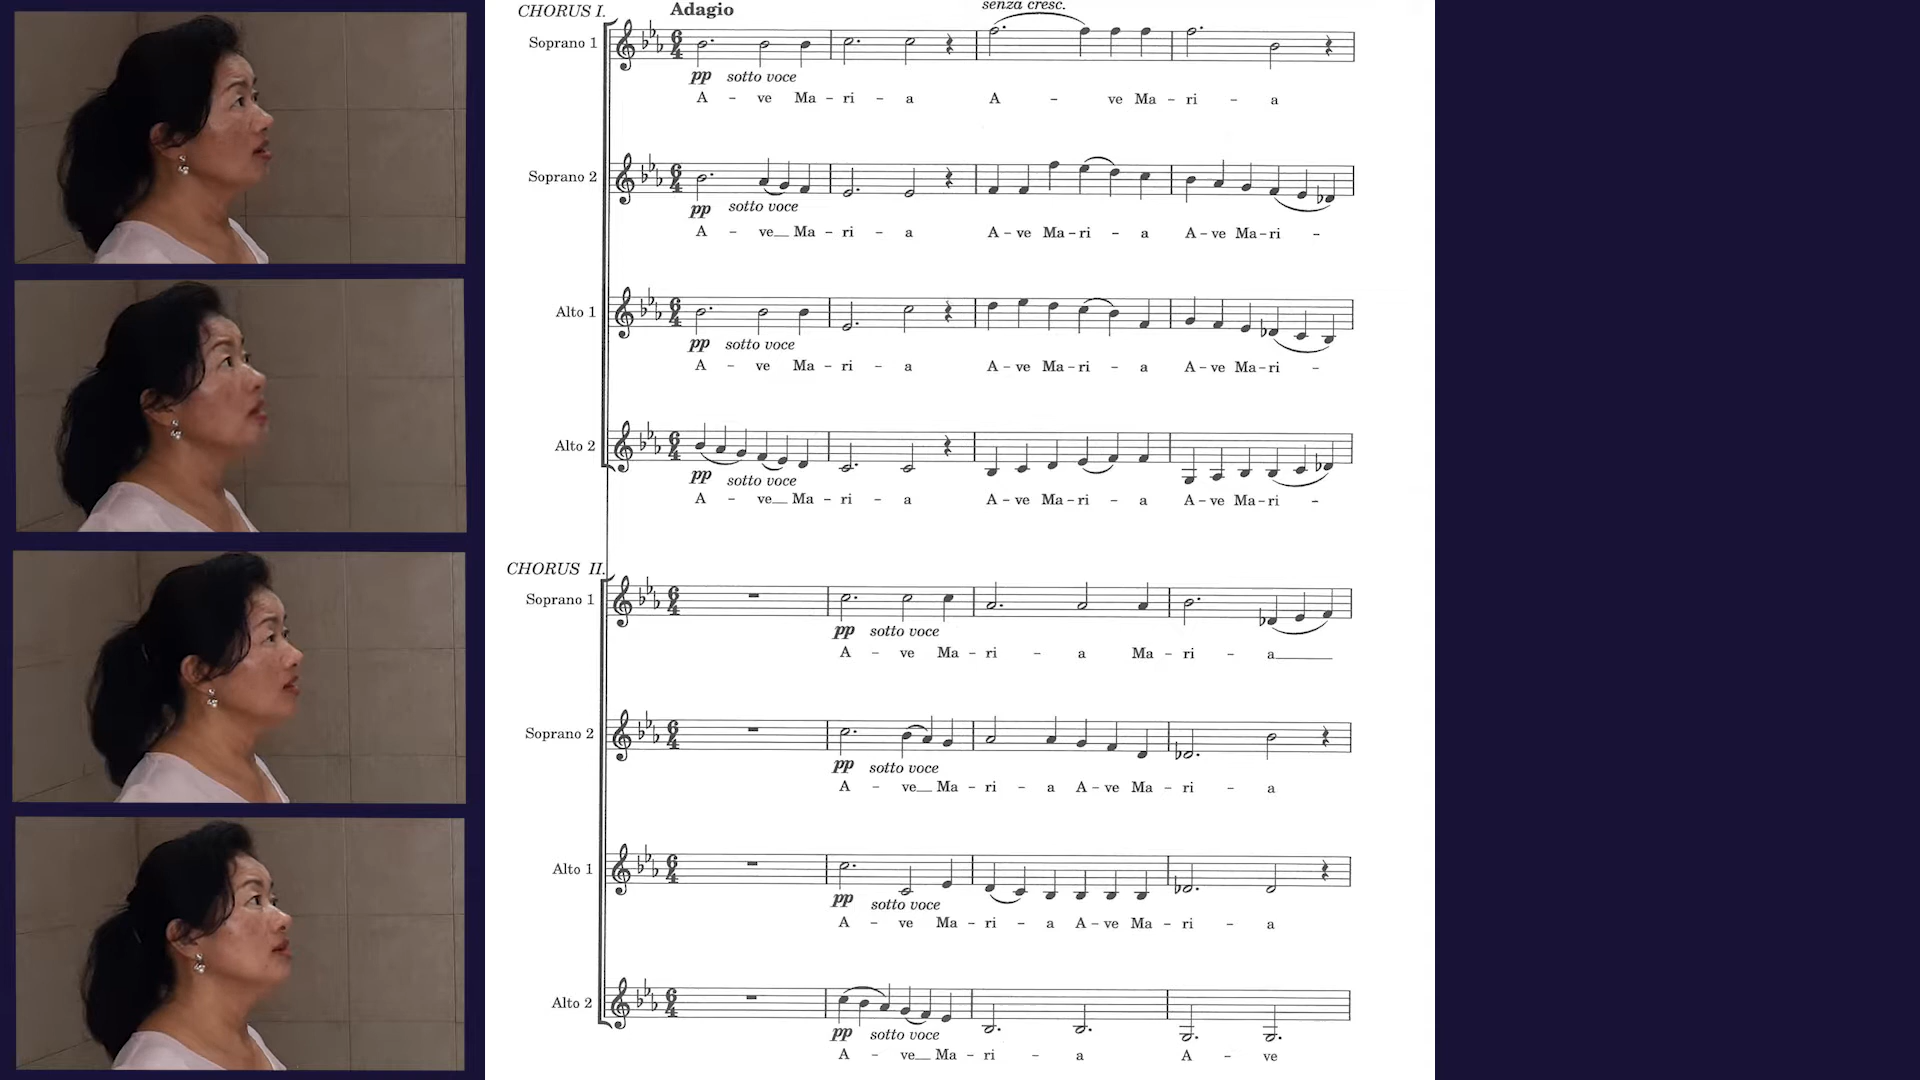 senza cresc.
CHORUS I. Adagio
Soprano 1
pp sotto voce
A - ve Ma - ri - a A - ve Ma - ri - a
Soprano 2
pp sotto voce
A - ve Ma - ri - a A - ve Ma - ri - a A - ve Ma - ri -
Alto 1
pp sotto voce
A - ve Ma - ri - a A - ve Ma - ri - a A - ve Ma - ri -
Alto 2
pp sotto voce
A - ve Ma - ri - a A - ve Ma - ri - a A - ve Ma - ri -
CHORUS II.
Soprano 1
pp sotto voce
A - ve Ma - ri - a Ma - ri - a
Soprano 2
pp sotto voce
A - ve Ma - ri - a A - ve Ma - ri - a
Alto 1
pp sotto voce
A - ve Ma - ri - a A - ve Ma - ri - a
Alto 2
pp sotto voce
A - ve Ma - ri - a A - ve